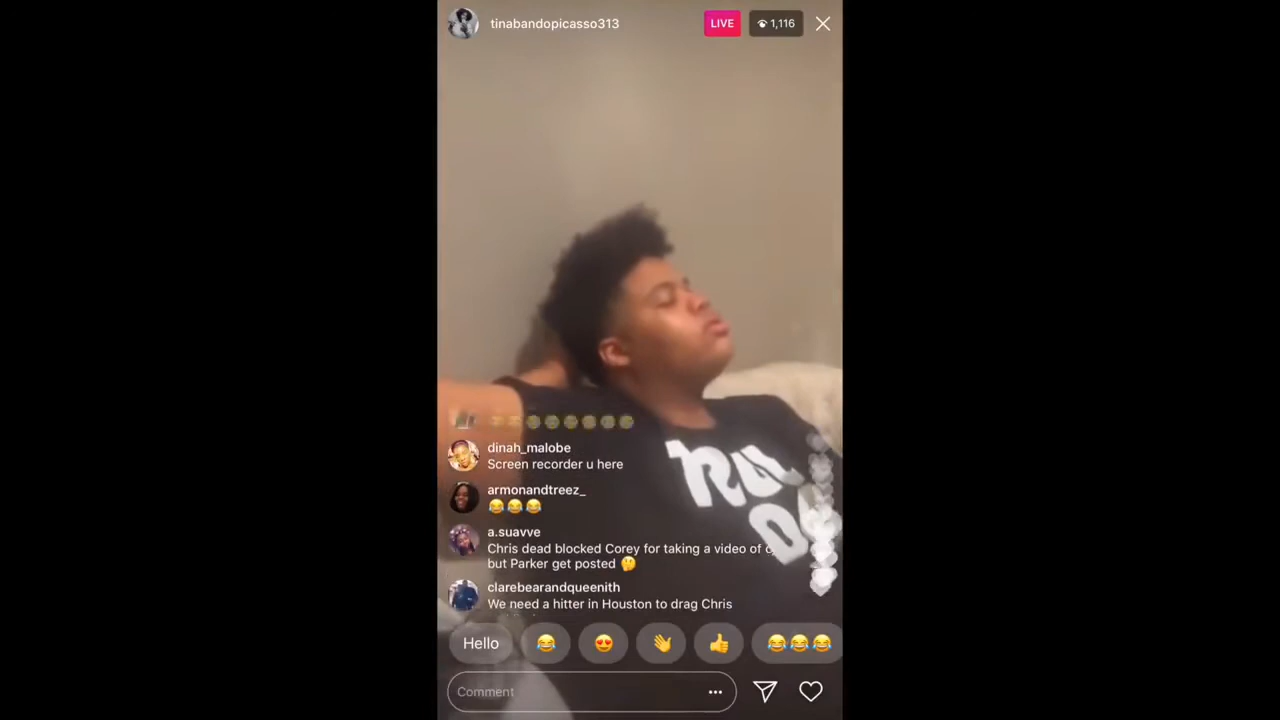 tinabandopicasso313
LIVE
1,116
dinah_malobe
Screen recorder u here
armonandtreez_
😂😂😂
a.suavve
Chris dead blocked Corey for taking a video of
but Parker get posted 🤔
clarebearandqueenith
We need a hitter in Houston to drag Chris
Hello
😂 😍 👋 👍 😂😂😂
Comment